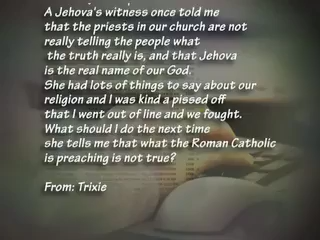 A Jehova's witness once told me
that the priests in our church are not
really telling the people what
the truth really is, and that Jehova
is the real name of our God.
She had lots of things to say about our
religion and I was kind a pissed off
that I went out of line and we fought.
What should I do the next time
she tells me that what the Roman Catholic
is preaching is not true?
From: Trixie